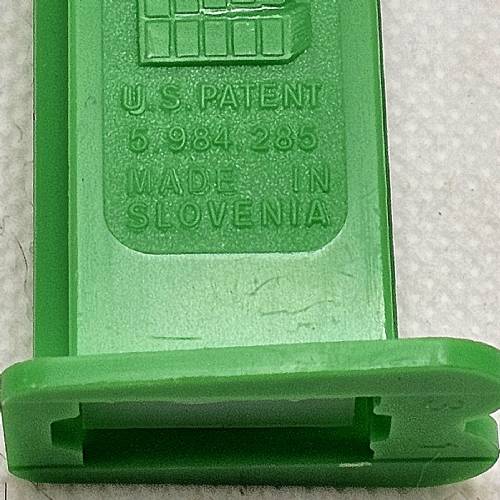 U.S. PATENT
5 984.285
MADE IN
SLOVENIA